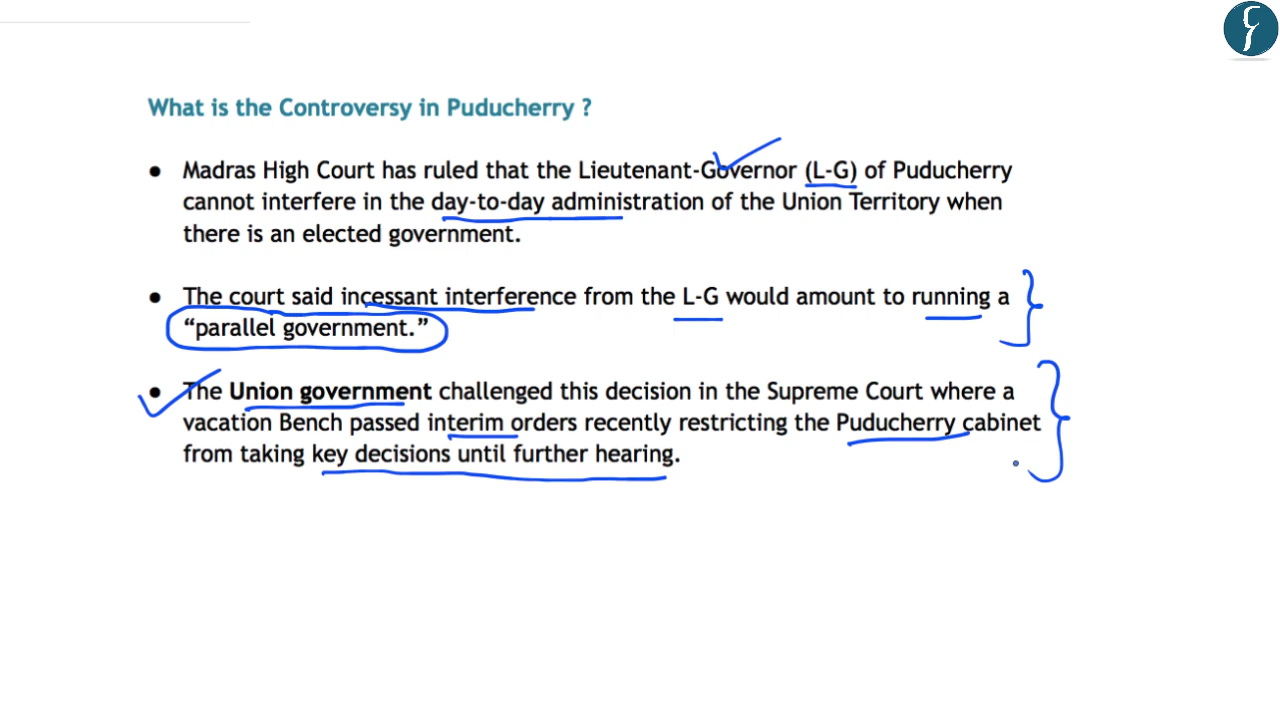 What is the Controversy in Puducherry ?
● Madras High Court has ruled that the Lieutenant-Governor (L-G) of Puducherry
cannot interfere in the day-to-day administration of the Union Territory when
there is an elected government.
● The court said incessant interference from the L-G would amount to running a
“parallel government.”
● The Union government challenged this decision in the Supreme Court where a
vacation Bench passed interim orders recently restricting the Puducherry cabinet
from taking key decisions until further hearing.